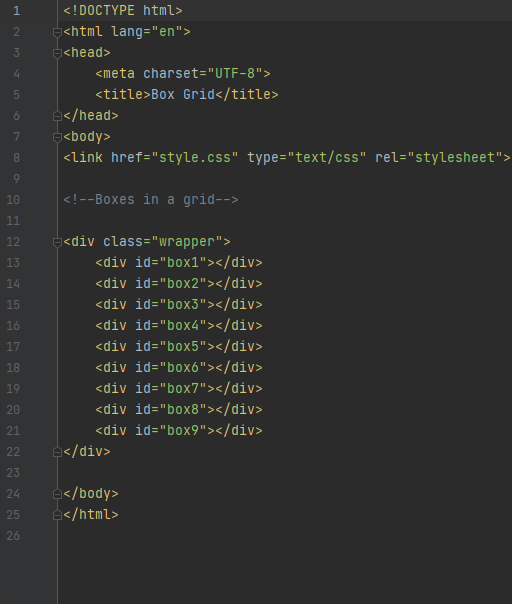 1 <!DOCTYPE html>
2 <html lang="en">
3 <head>
4     <meta charset="UTF-8">
5     <title>Box Grid</title>
6 </head>
7 <body>
8 <link href="style.css" type="text/css" rel="stylesheet">
9
10 <!--Boxes in a grid-->
11
12 <div class="wrapper">
13     <div id="box1"></div>
14     <div id="box2"></div>
15     <div id="box3"></div>
16     <div id="box4"></div>
17     <div id="box5"></div>
18     <div id="box6"></div>
19     <div id="box7"></div>
20     <div id="box8"></div>
21     <div id="box9"></div>
22 </div>
23
24 </body>
25 </html>
26